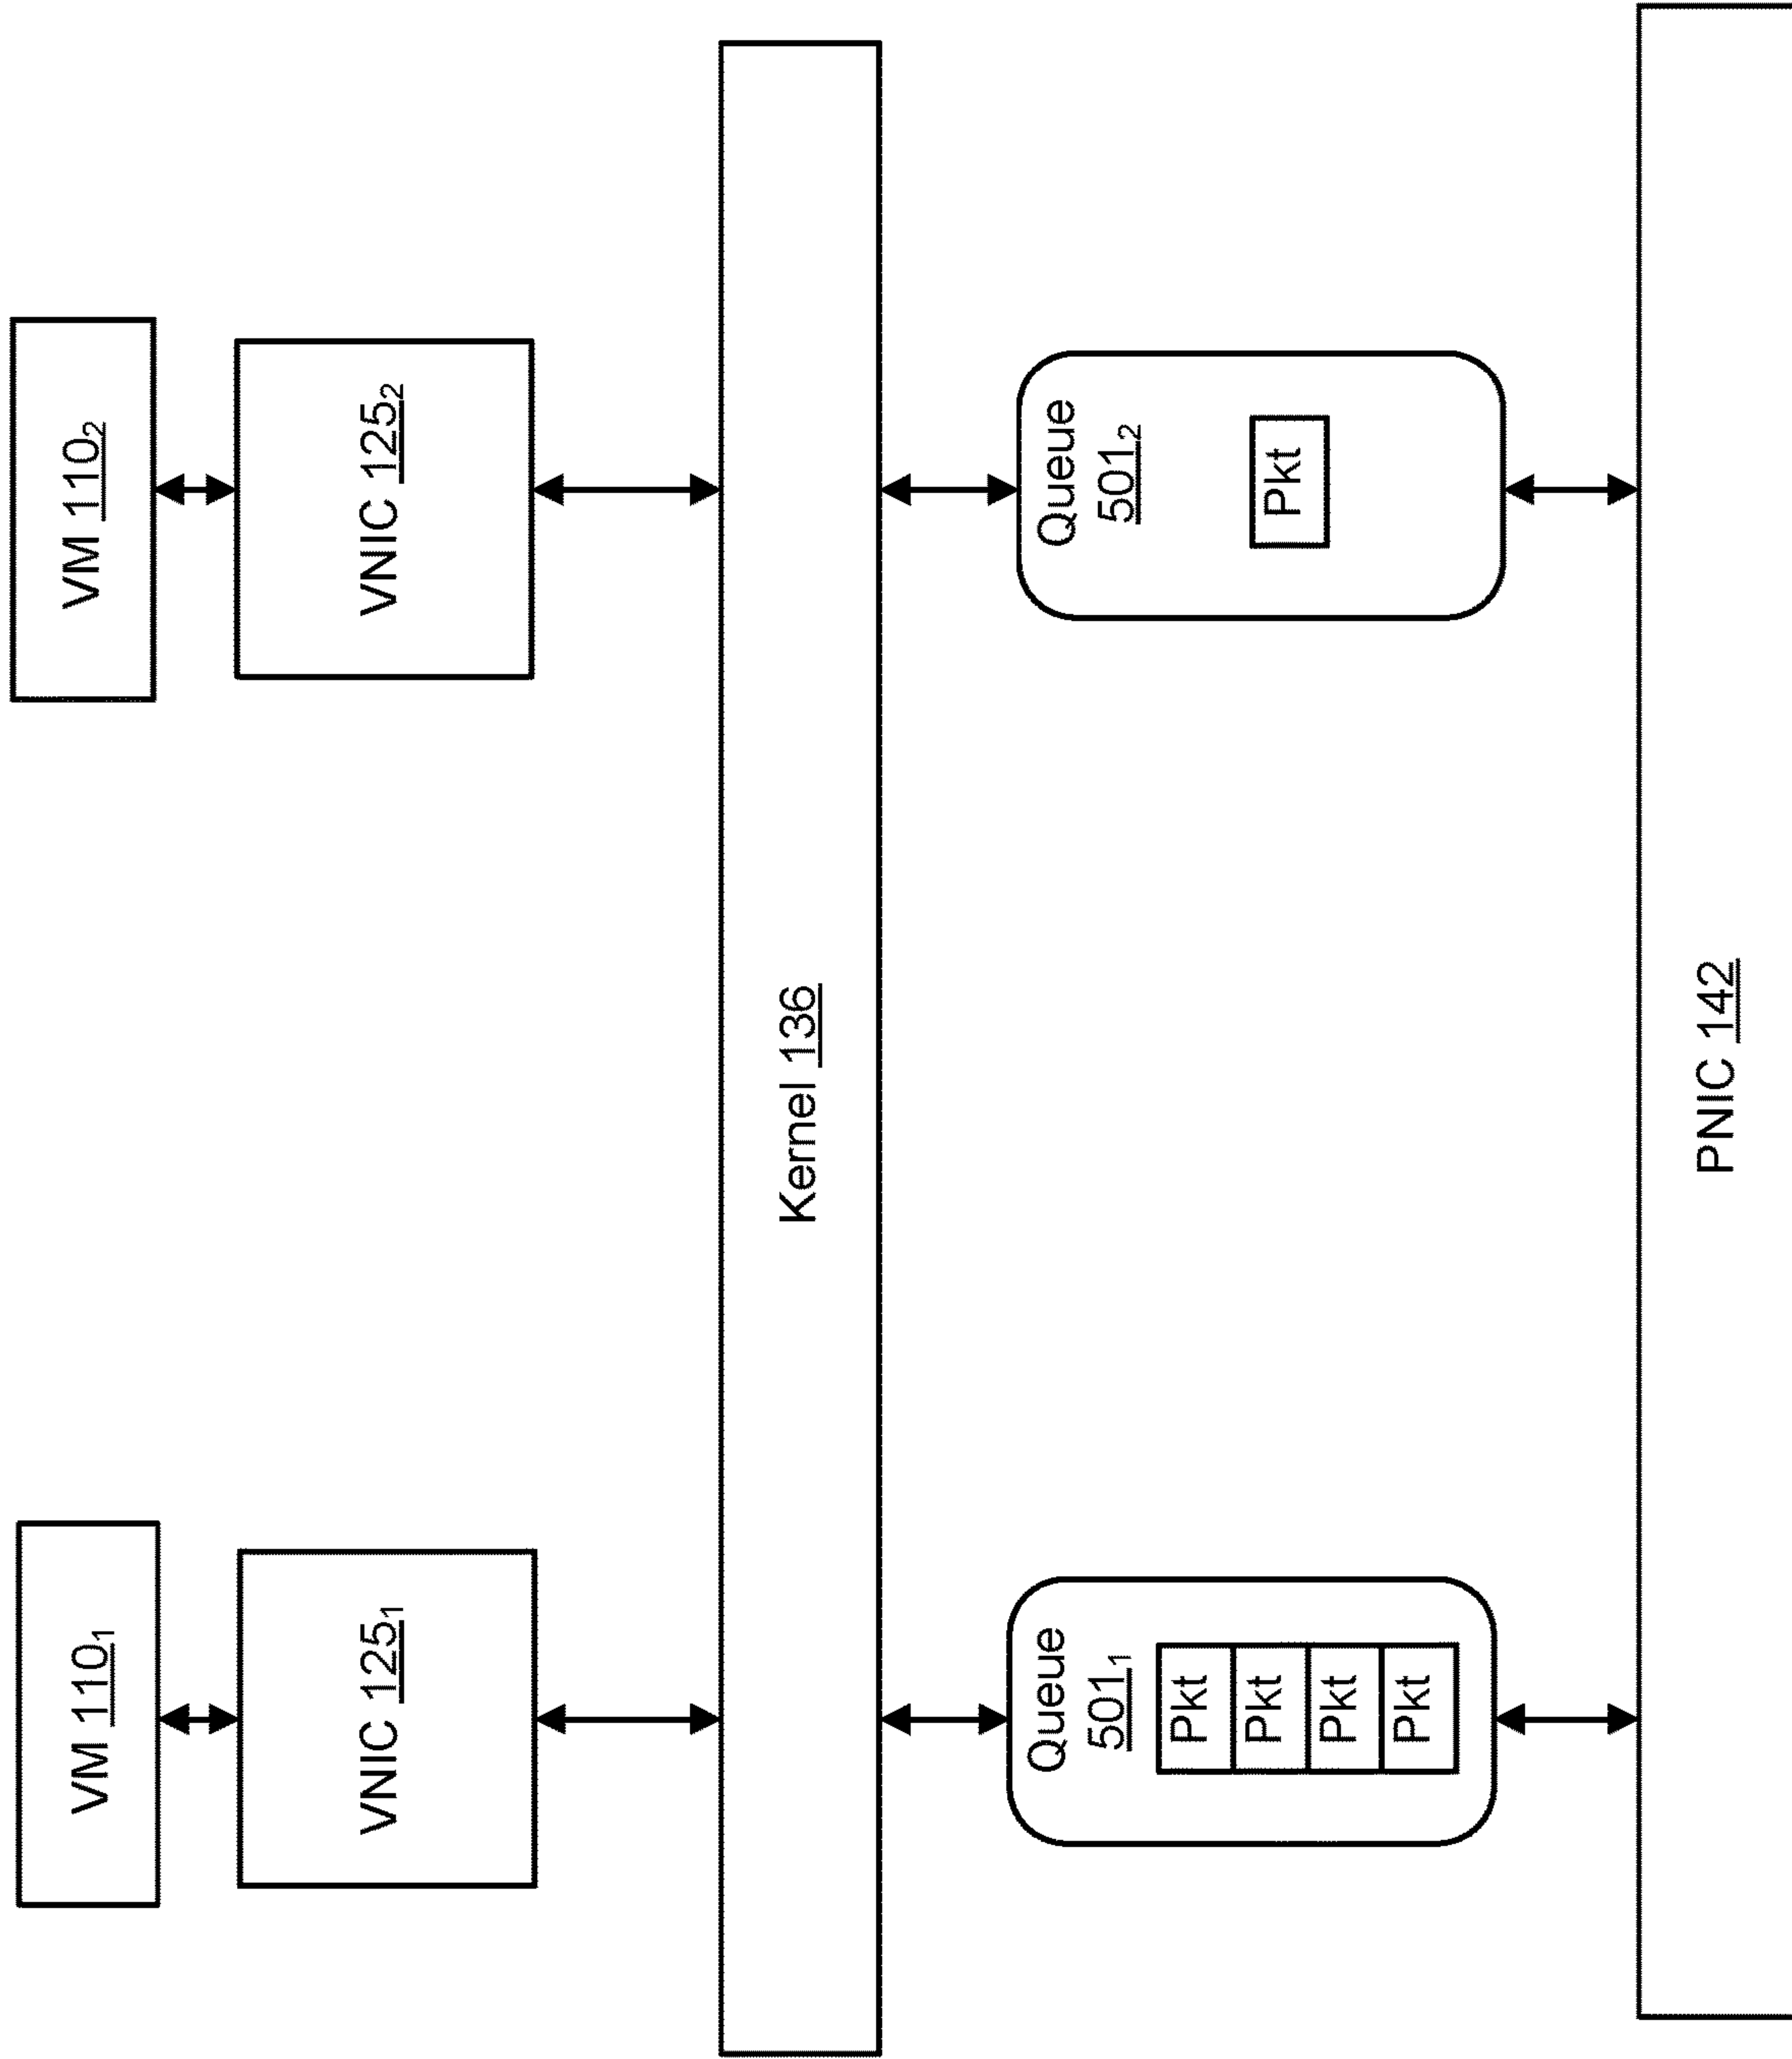 VM 110₁
VM 110₂
VNIC 125₁
VNIC 125₂
Kernel 136
Queue
501₁
Pkt
Pkt
Pkt
Pkt
Queue
501₂
Pkt
PNIC 142